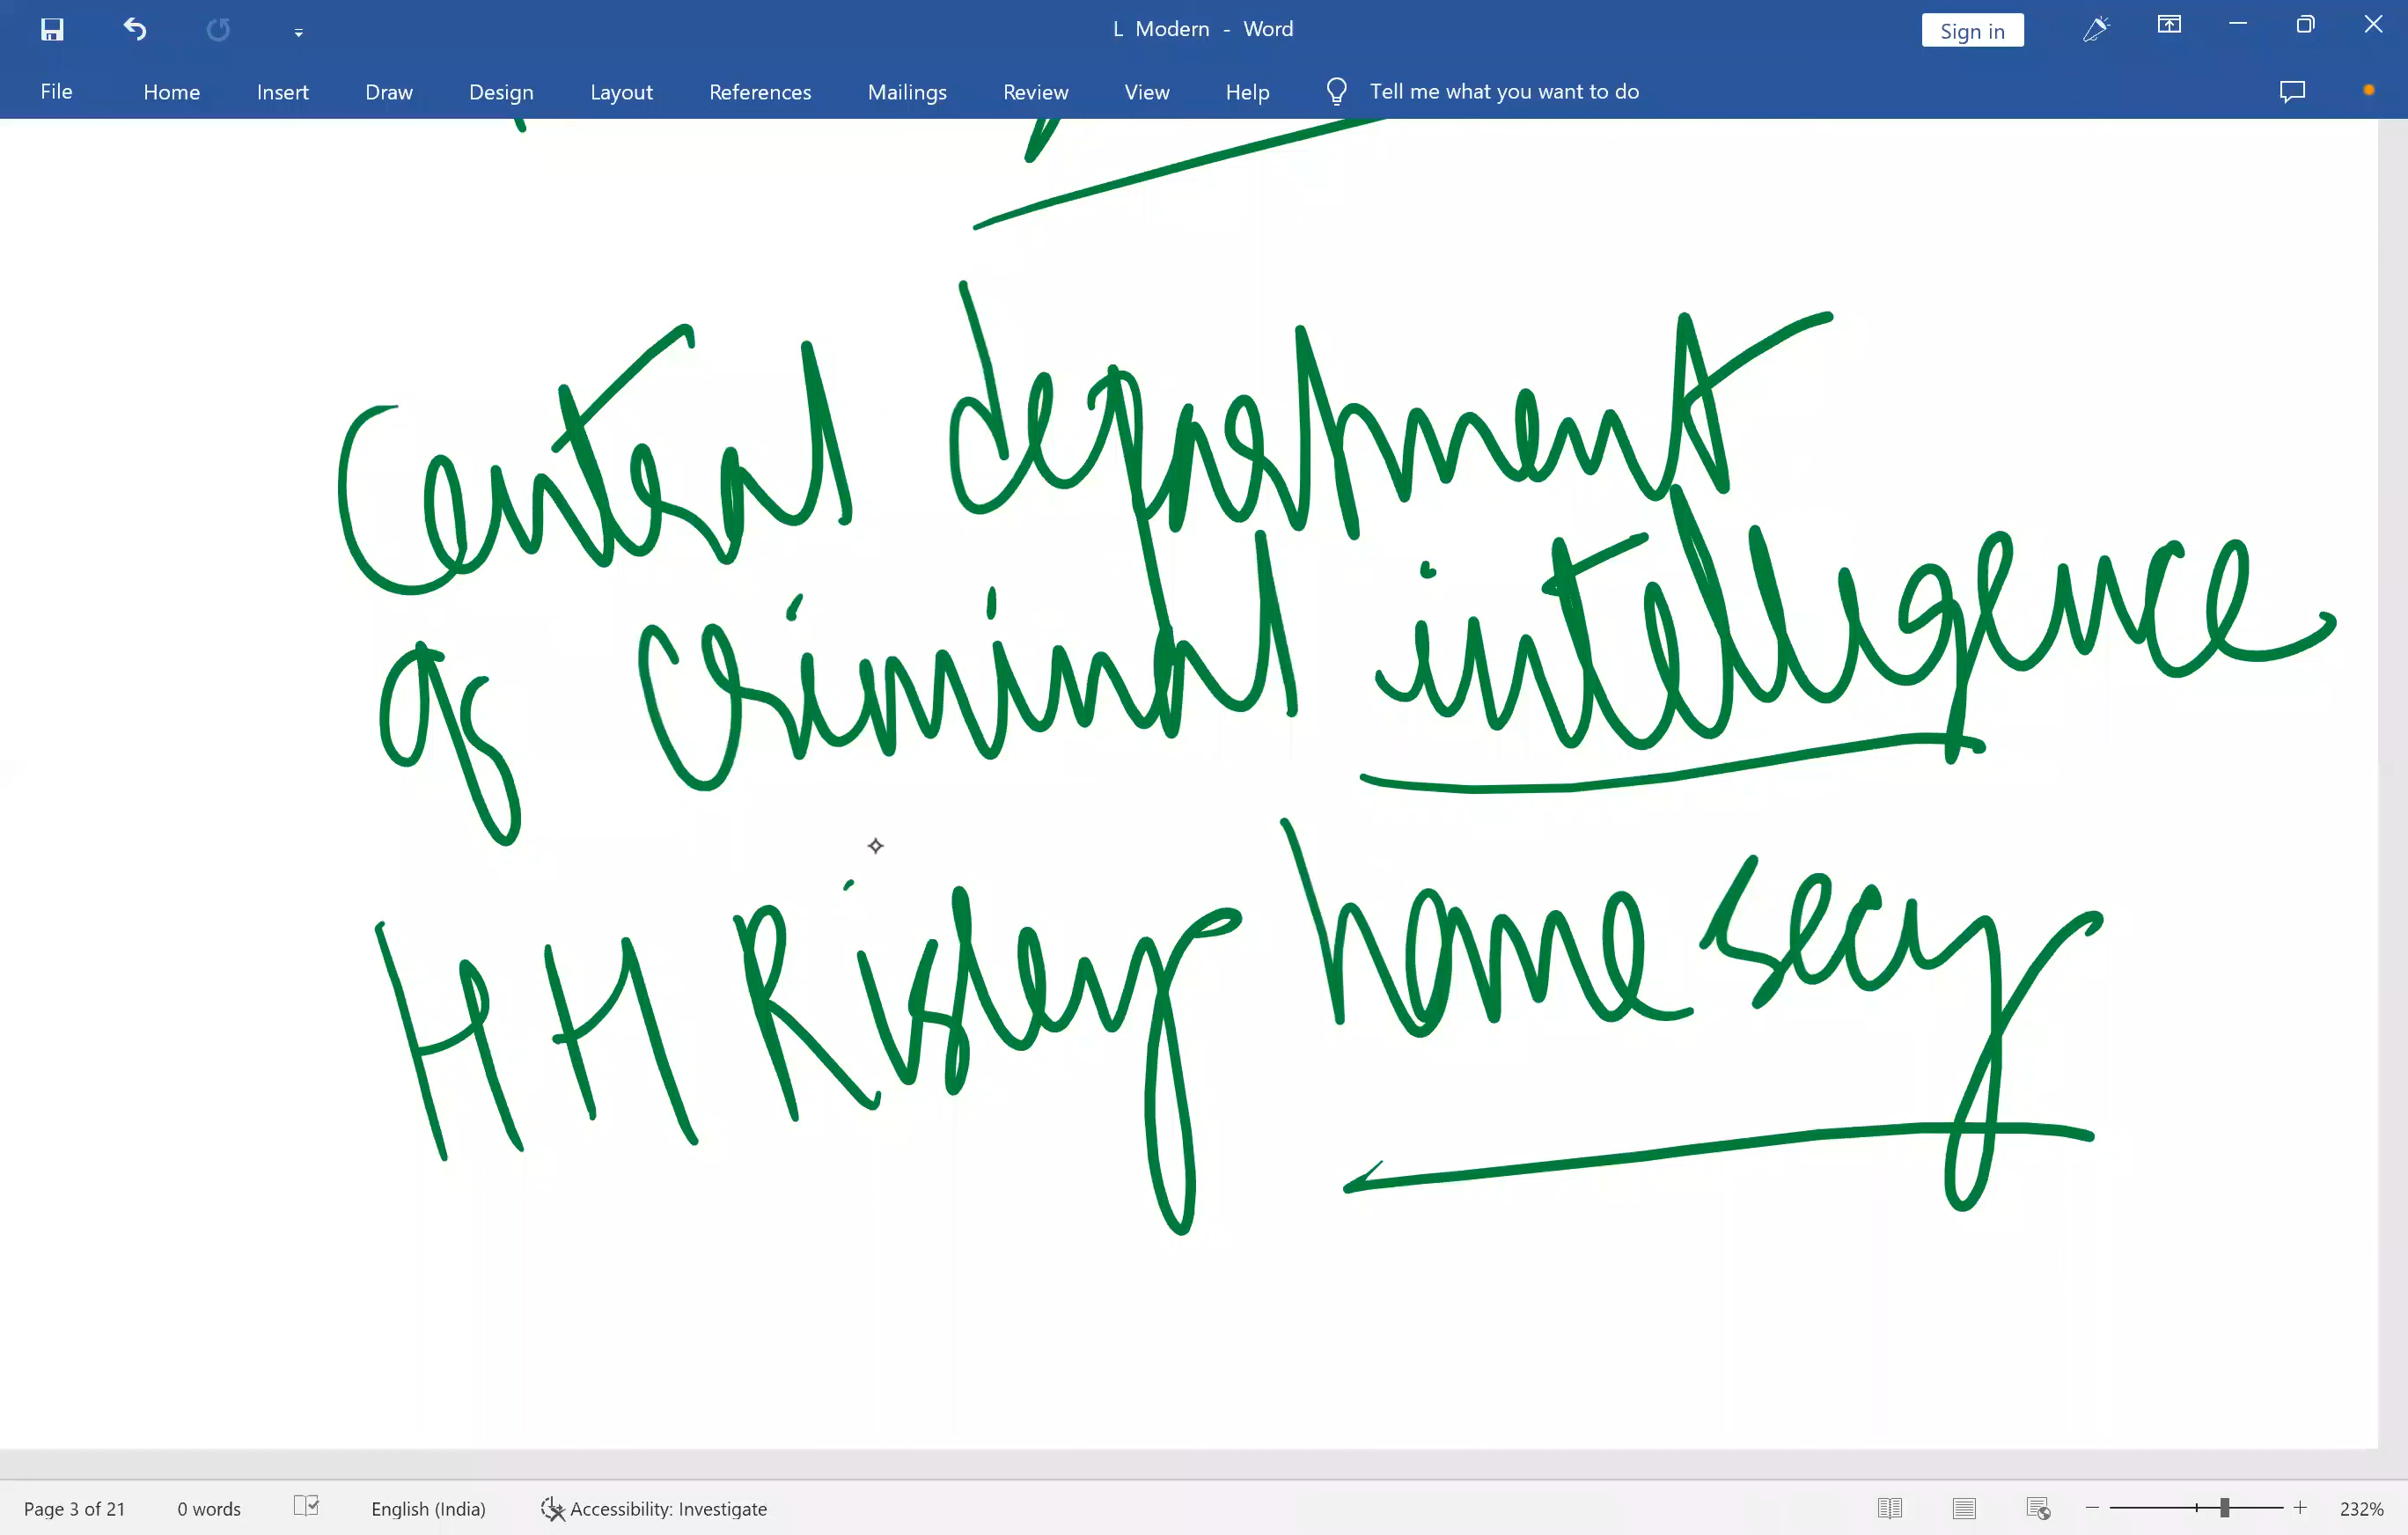 L Modern - Word
Sign in
File Home Insert Draw Design Layout References Mailings Review View Help Tell me what you want to do
Central department
of Criminal intelligence
H H Risley home secy
Page 3 of 21 0 words English (India) Accessibility: Investigate 232%